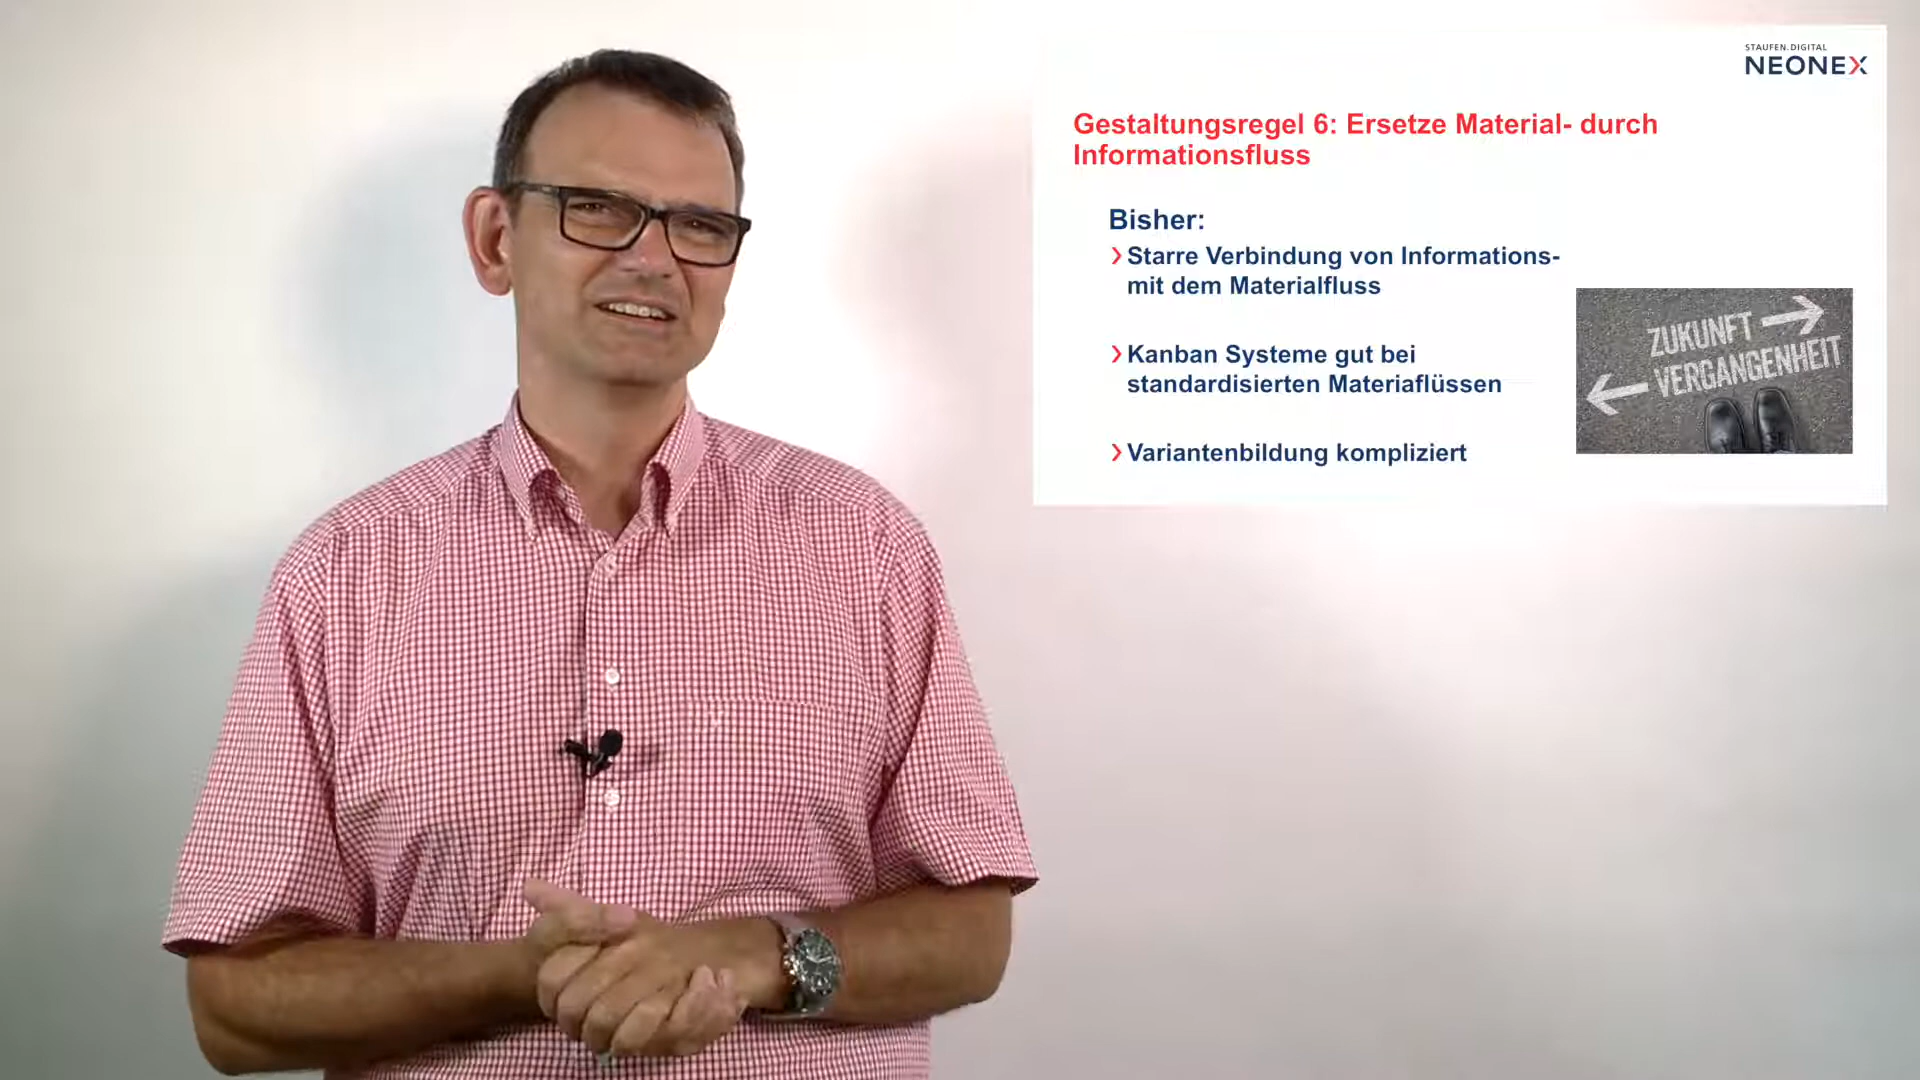 STAUFEN.DIGITAL
NEONEX
Gestaltungsregel 6: Ersetze Material- durch
Informationsfluss
Bisher:
Starre Verbindung von Informations-
mit dem Materialfluss
Kanban Systeme gut bei
standardisierten Materiaflüssen
Variantenbildung kompliziert
ZUKUNFT
VERGANGENHEIT